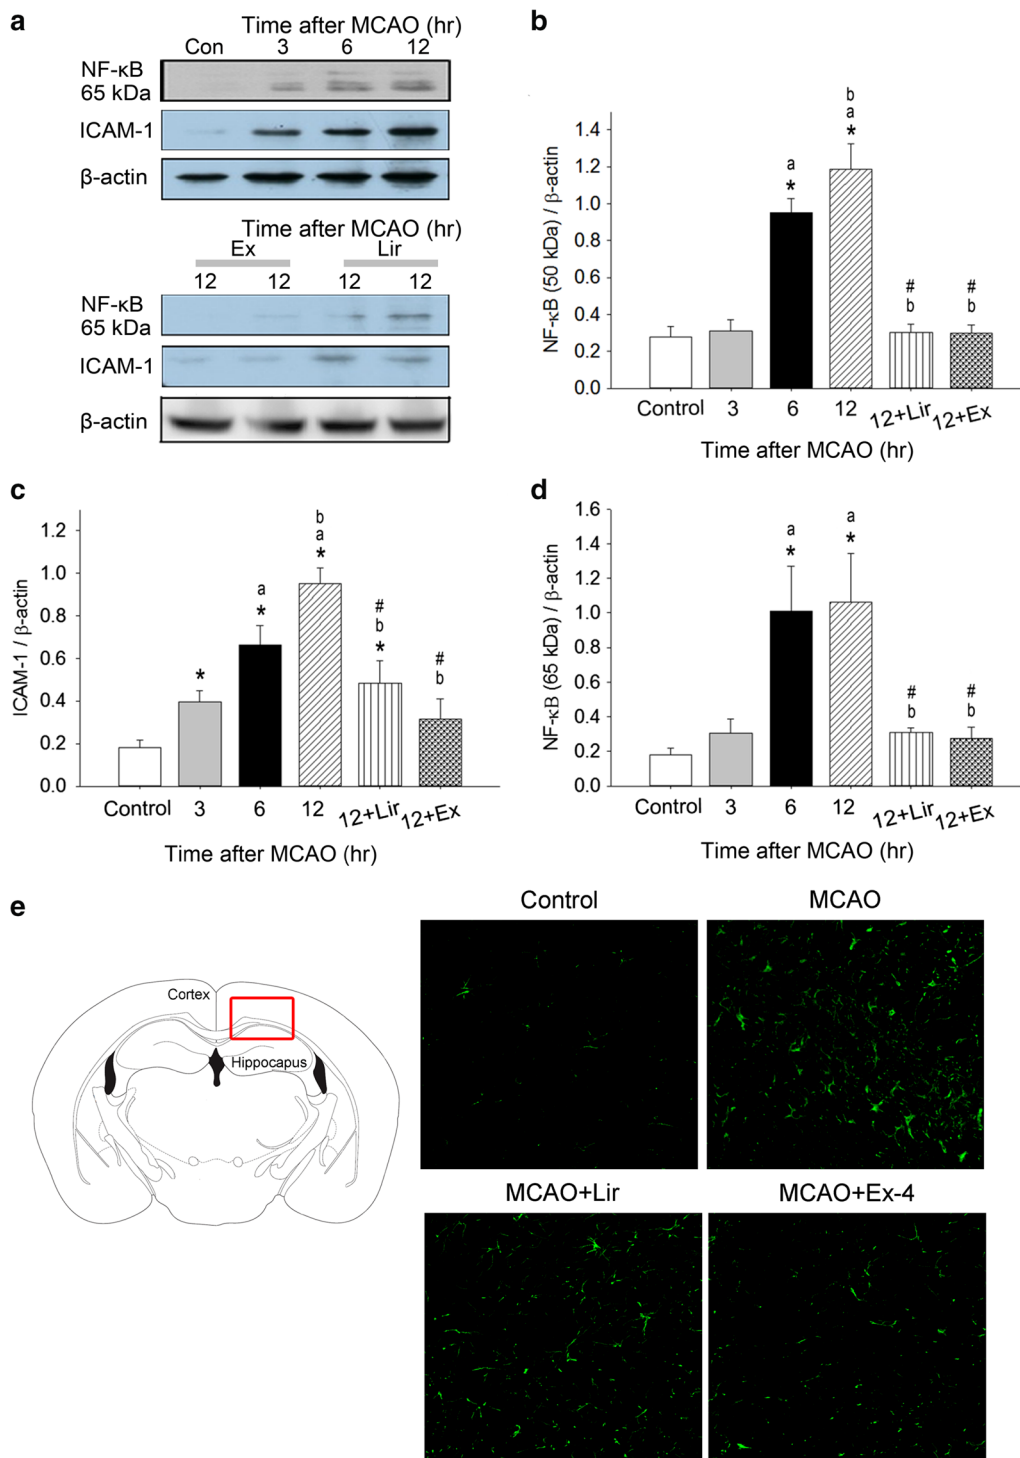 a
Time after MCAO (hr)
Con 3 6 12
NF-κB
65 kDa
ICAM-1
β-actin
Time after MCAO (hr)
Ex Lir
12 12 12 12
NF-κB
65 kDa
ICAM-1
β-actin
b
NF-κB (50 kDa) / β-actin
1.4
1.2
1.0
0.8
0.6
0.4
0.2
0.0
a
*
b
a
*
#
b
#
b
Control 3 6 12 12+Lir 12+Ex
Time after MCAO (hr)
c
ICAM-1 / β-actin
1.2
1.0
0.8
0.6
0.4
0.2
0.0
*
a
*
b
a
*
#
b
*
#
b
Control 3 6 12 12+Lir 12+Ex
Time after MCAO (hr)
d
NF-κB (65 kDa) / β-actin
1.6
1.4
1.2
1.0
0.8
0.6
0.4
0.2
0.0
a
*
a
*
#
b
#
b
Control 3 6 12 12+Lir 12+Ex
Time after MCAO (hr)
e
Cortex
Hippocapus
Control
MCAO
MCAO+Lir
MCAO+Ex-4